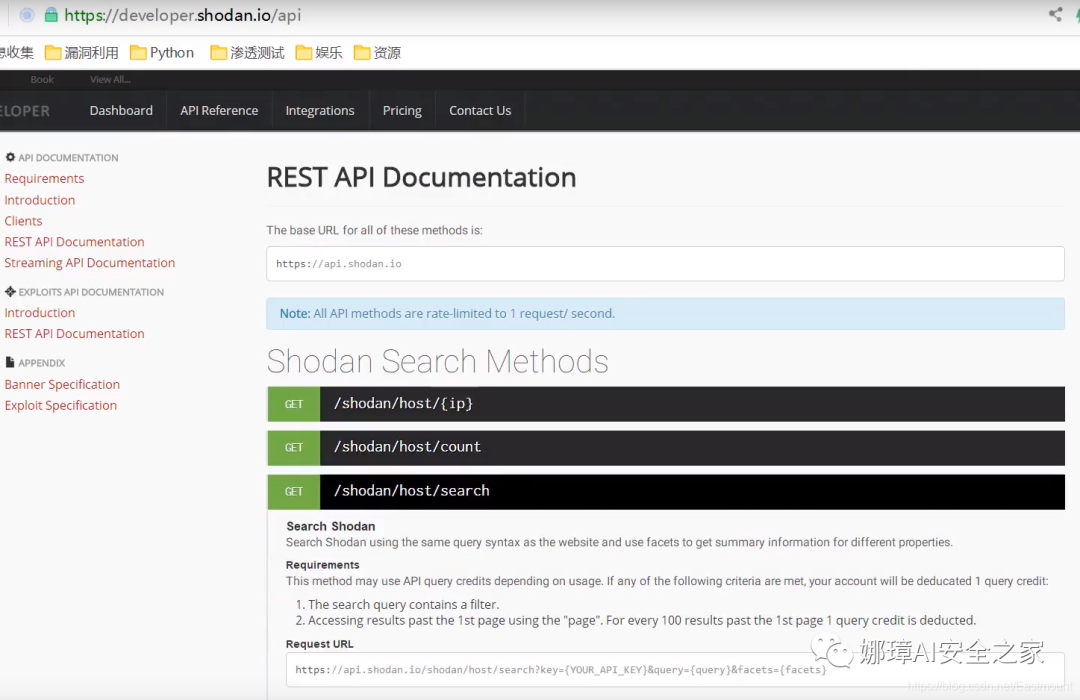 https://developer.shodan.io/api
息收集 漏洞利用 Python 渗透测试 娱乐 资源
Book View All...
ELOPER Dashboard API Reference Integrations Pricing Contact Us
API DOCUMENTATION
Requirements
Introduction
Clients
REST API Documentation
Streaming API Documentation
EXPLOITS API DOCUMENTATION
Introduction
REST API Documentation
APPENDIX
Banner Specification
Exploit Specification
REST API Documentation
The base URL for all of these methods is:
https://api.shodan.io
Note: All API methods are rate-limited to 1 request/ second.
Shodan Search Methods
GET /shodan/host/{ip}
GET /shodan/host/count
GET /shodan/host/search
Search Shodan
Search Shodan using the same query syntax as the website and use facets to get summary information for different properties.
Requirements
This method may use API query credits depending on usage. If any of the following criteria are met, your account will be deducated 1 query credit:
1. The search query contains a filter.
2. Accessing results past the 1st page using the "page". For every 100 results past the 1st page 1 query credit is deducted.
Request URL
https://api.shodan.io/shodan/host/search?key={YOUR_API_KEY}&query={query}&facets={facets}
娜璋AI安全之家
https://blog.csdn.net/Eastmount